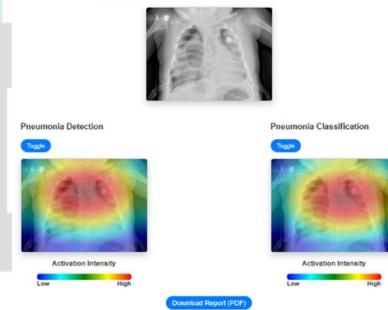 Pneumonia Detection
Pneumonia Classification
Toggle
Toggle
Activation Intensity
Activation Intensity
Low
High
Low
High
Download Report (PDF)